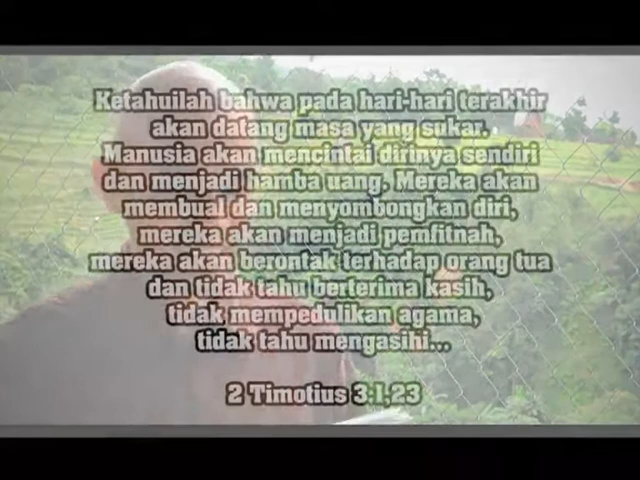 Ketahuilah bahwa pada hari-hari terakhir
akan datang masa yang sukar.
Manusia akan mencintai dirinya sendiri
dan menjadi hamba uang. Mereka akan
membual dan menyombongkan diri,
mereka akan menjadi pemfitnah,
mereka akan berontak terhadap orang tua
dan tidak tahu berterima kasih,
tidak mempedulikan agama,
tidak tahu mengasihi...
2 Timotius 3:1,23